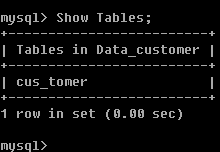 mysql> Show Tables;
+-------------------------+
| Tables in Data_customer |
+-------------------------+
| cus_tomer               |
+-------------------------+
1 row in set (0.00 sec)
mysql>